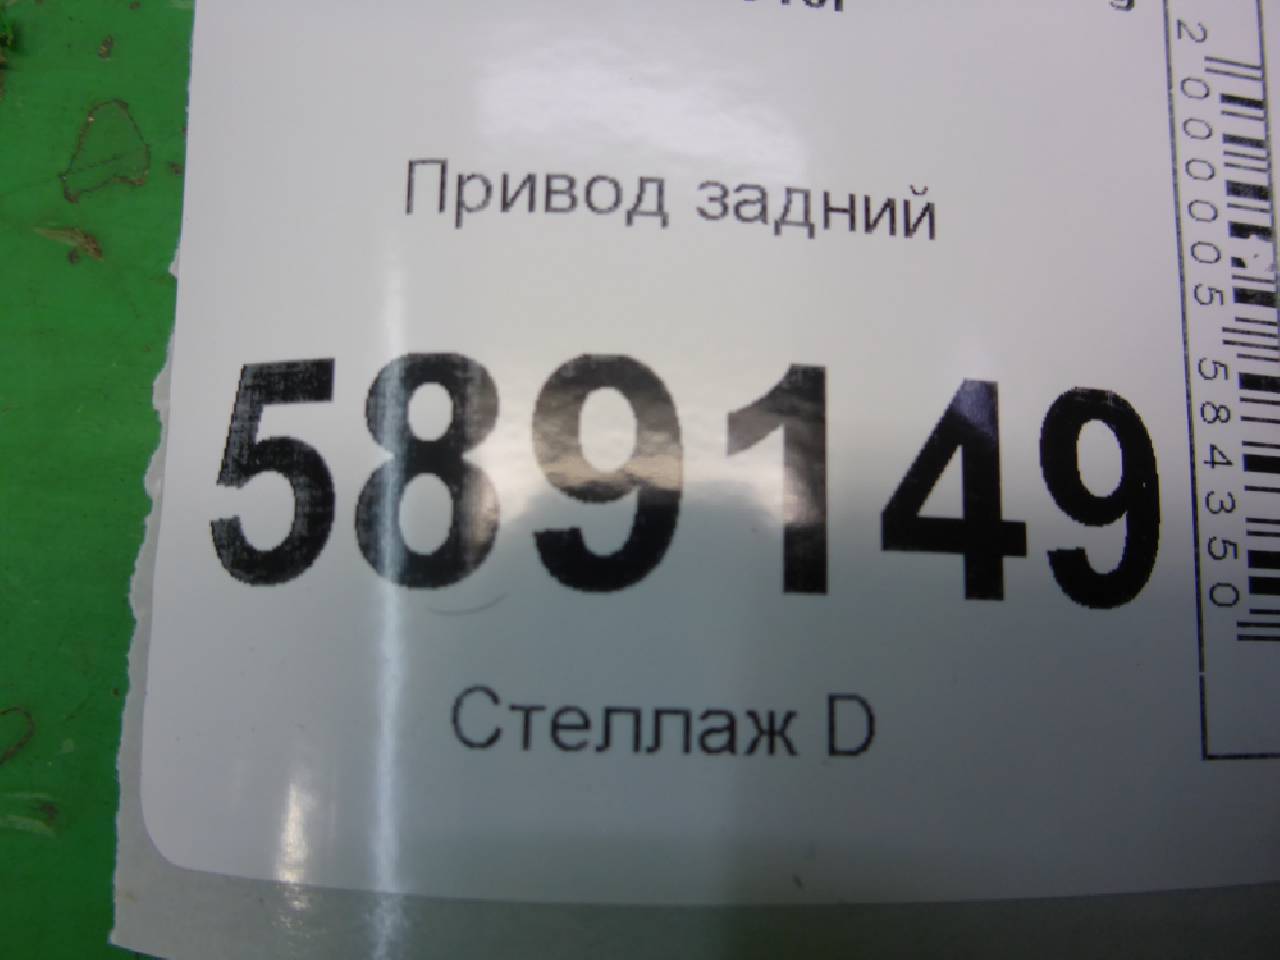 Привод задний
589149
Стеллаж D
2000005584350